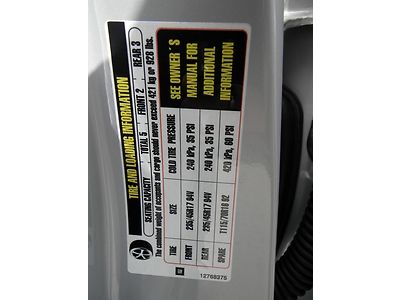 TIRE AND LOADING INFORMATION
SEATING CAPACITY TOTAL 5 FRONT 2 REAR 3
The combined weight of occupants and cargo should never exceed 421 kg or 928 lbs.
TIRE SIZE COLD TIRE PRESSURE
FRONT 235/45R17 94V 240 kPa, 35 PSI
REAR 235/45R17 94V 240 kPa, 35 PSI
SPARE T115/70R16 92 420 kPa, 60 PSI
SEE OWNER'S
MANUAL FOR
ADDITIONAL
INFORMATION
GM
12768375